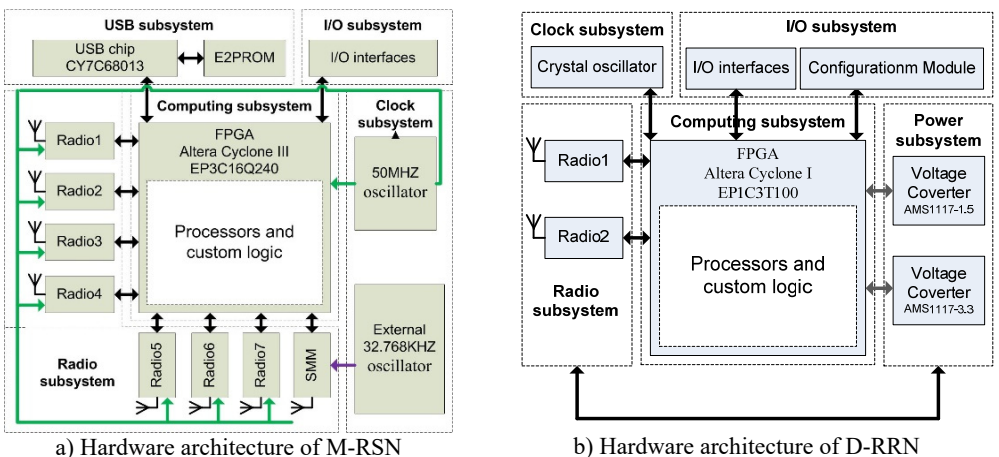 USB subsystem
USB chip
CY7C68013
E2PROM
I/O subsystem
I/O interfaces
Computing subsystem
FPGA
Altera Cyclone III
EP3C16Q240
Processors and
custom logic
Clock
subsystem
50MHZ
oscillator
External
32.768KHZ
oscillator
Radio1
Radio2
Radio3
Radio4
Radio
subsystem
Radio5
Radio6
Radio7
SMM
a) Hardware architecture of M-RSN
Clock subsystem
Crystal oscillator
I/O subsystem
I/O interfaces
Configurationm Module
Computing subsystem
FPGA
Altera Cyclone I
EP1C3T100
Processors and
custom logic
Radio1
Radio2
Radio
subsystem
Power
subsystem
Voltage
Coverter
AMS1117-1.5
Voltage
Coverter
AMS1117-3.3
b) Hardware architecture of D-RRN